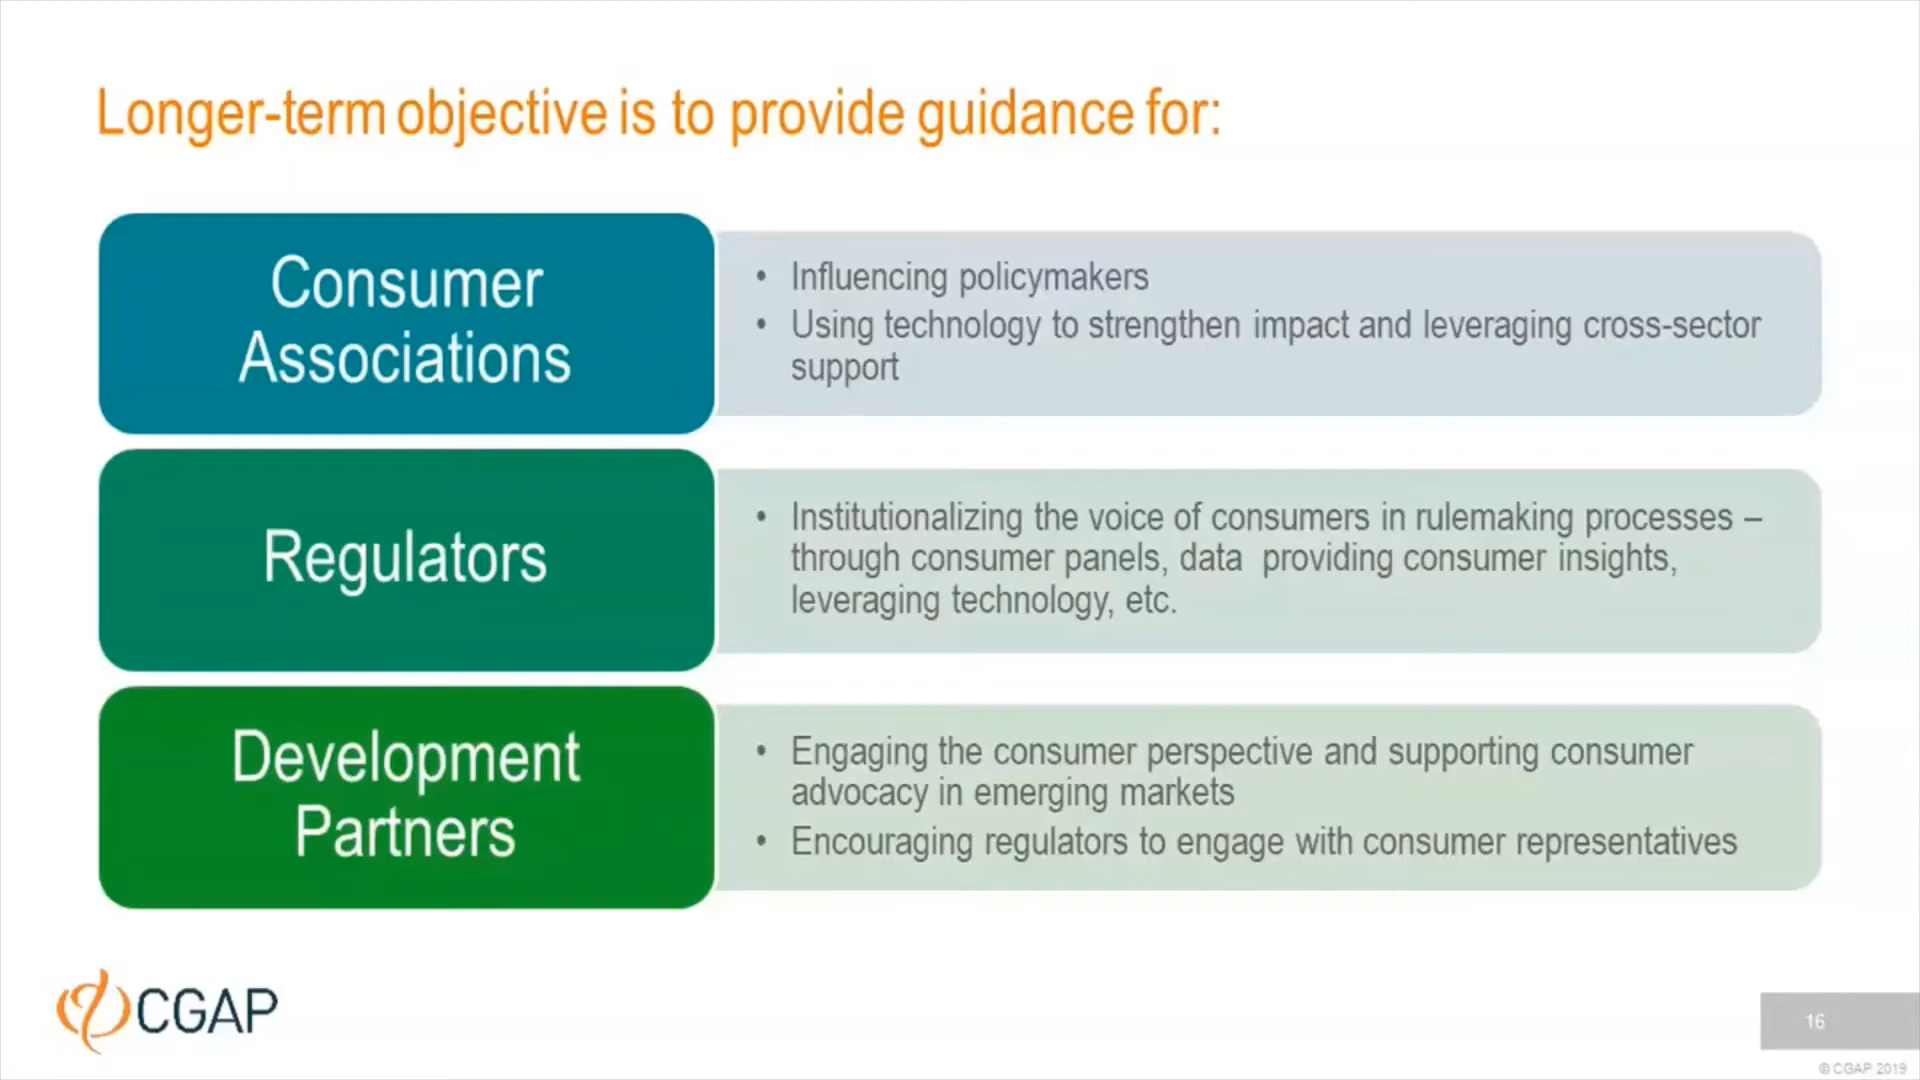 Longer-term objective is to provide guidance for:
Consumer
Associations
• Influencing policymakers
• Using technology to strengthen impact and leveraging cross-sector
support
Regulators
• Institutionalizing the voice of consumers in rulemaking processes –
through consumer panels, data  providing consumer insights,
leveraging technology, etc.
Development
Partners
• Engaging the consumer perspective and supporting consumer
advocacy in emerging markets
• Encouraging regulators to engage with consumer representatives
CGAP
16
© CGAP 2019